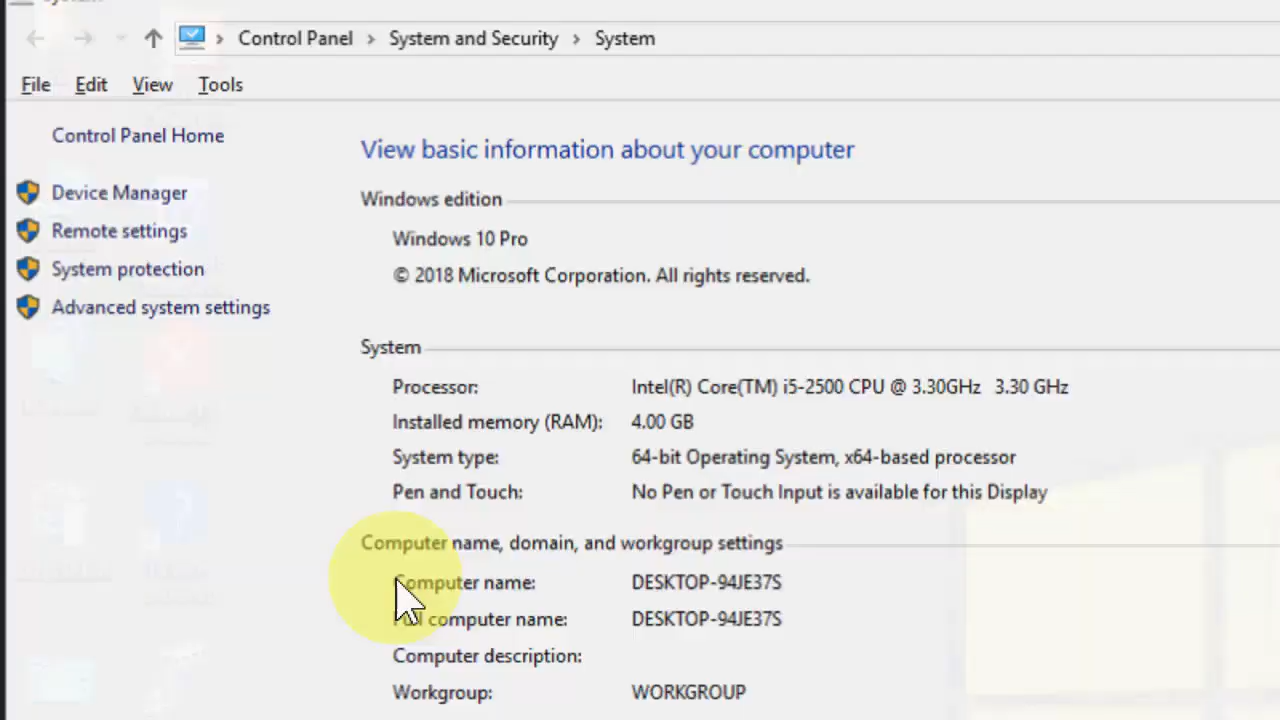 Control Panel > System and Security > System
File Edit View Tools
Control Panel Home
Device Manager
Remote settings
System protection
Advanced system settings
View basic information about your computer
Windows edition
Windows 10 Pro
© 2018 Microsoft Corporation. All rights reserved.
System
Processor: Intel(R) Core(TM) i5-2500 CPU @ 3.30GHz 3.30 GHz
Installed memory (RAM): 4.00 GB
System type: 64-bit Operating System, x64-based processor
Pen and Touch: No Pen or Touch Input is available for this Display
Computer name, domain, and workgroup settings
Computer name: DESKTOP-94JE37S
Full computer name: DESKTOP-94JE37S
Computer description:
Workgroup: WORKGROUP